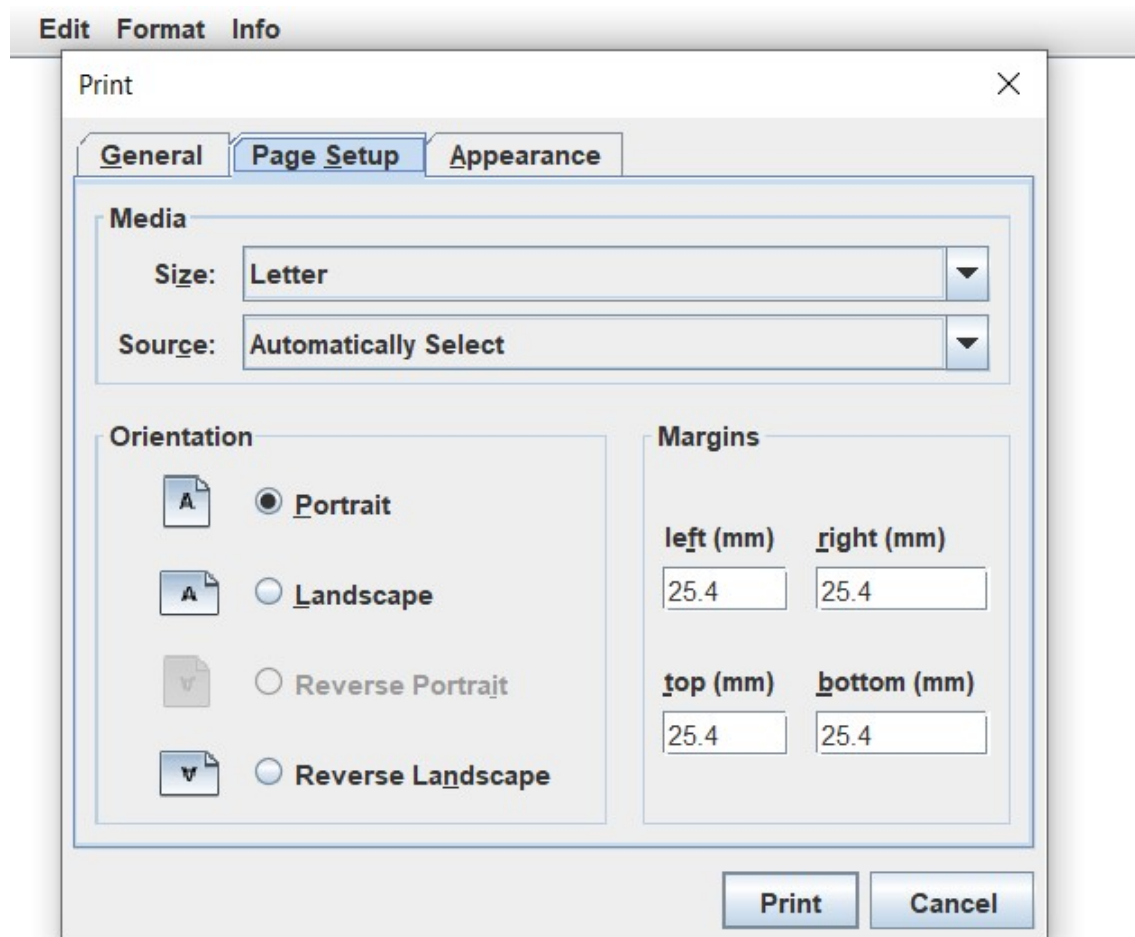 Edit Format Info
Print
General Page Setup Appearance
Media
Size: Letter
Source: Automatically Select
Orientation
A Portrait
A Landscape
A Reverse Portrait
A Reverse Landscape
Margins
left (mm) right (mm)
25.4 25.4
top (mm) bottom (mm)
25.4 25.4
Print Cancel